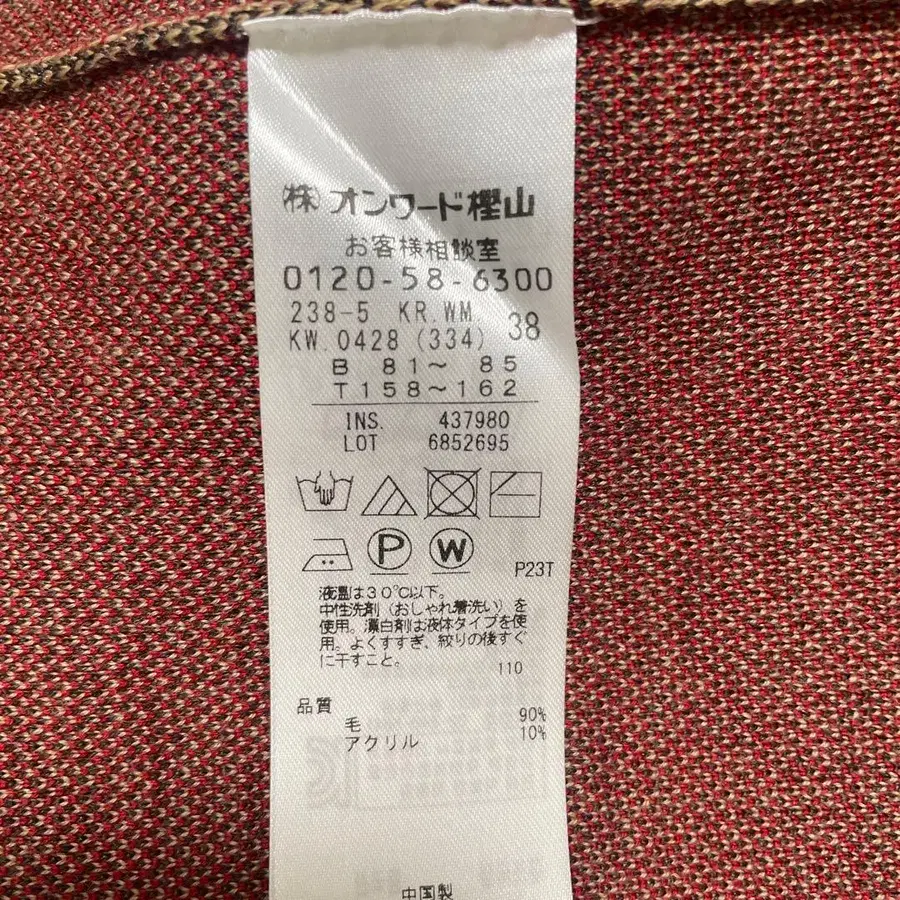 ㈱オンワード樫山
お客様相談室
0120-58-6300
238-5 KR.WM
38
KW.0428 (334)
B 81～ 85
T158～162
INS. 437980
LOT 6852695
P
W
P23T
液温は30℃以下。
中性洗剤（おしゃれ着洗い）を
使用。漂白剤は液体タイプを使
用。よくすすぎ、絞りの後すぐ
に干すこと。
110
品質
毛 90%
アクリル 10%
中国製